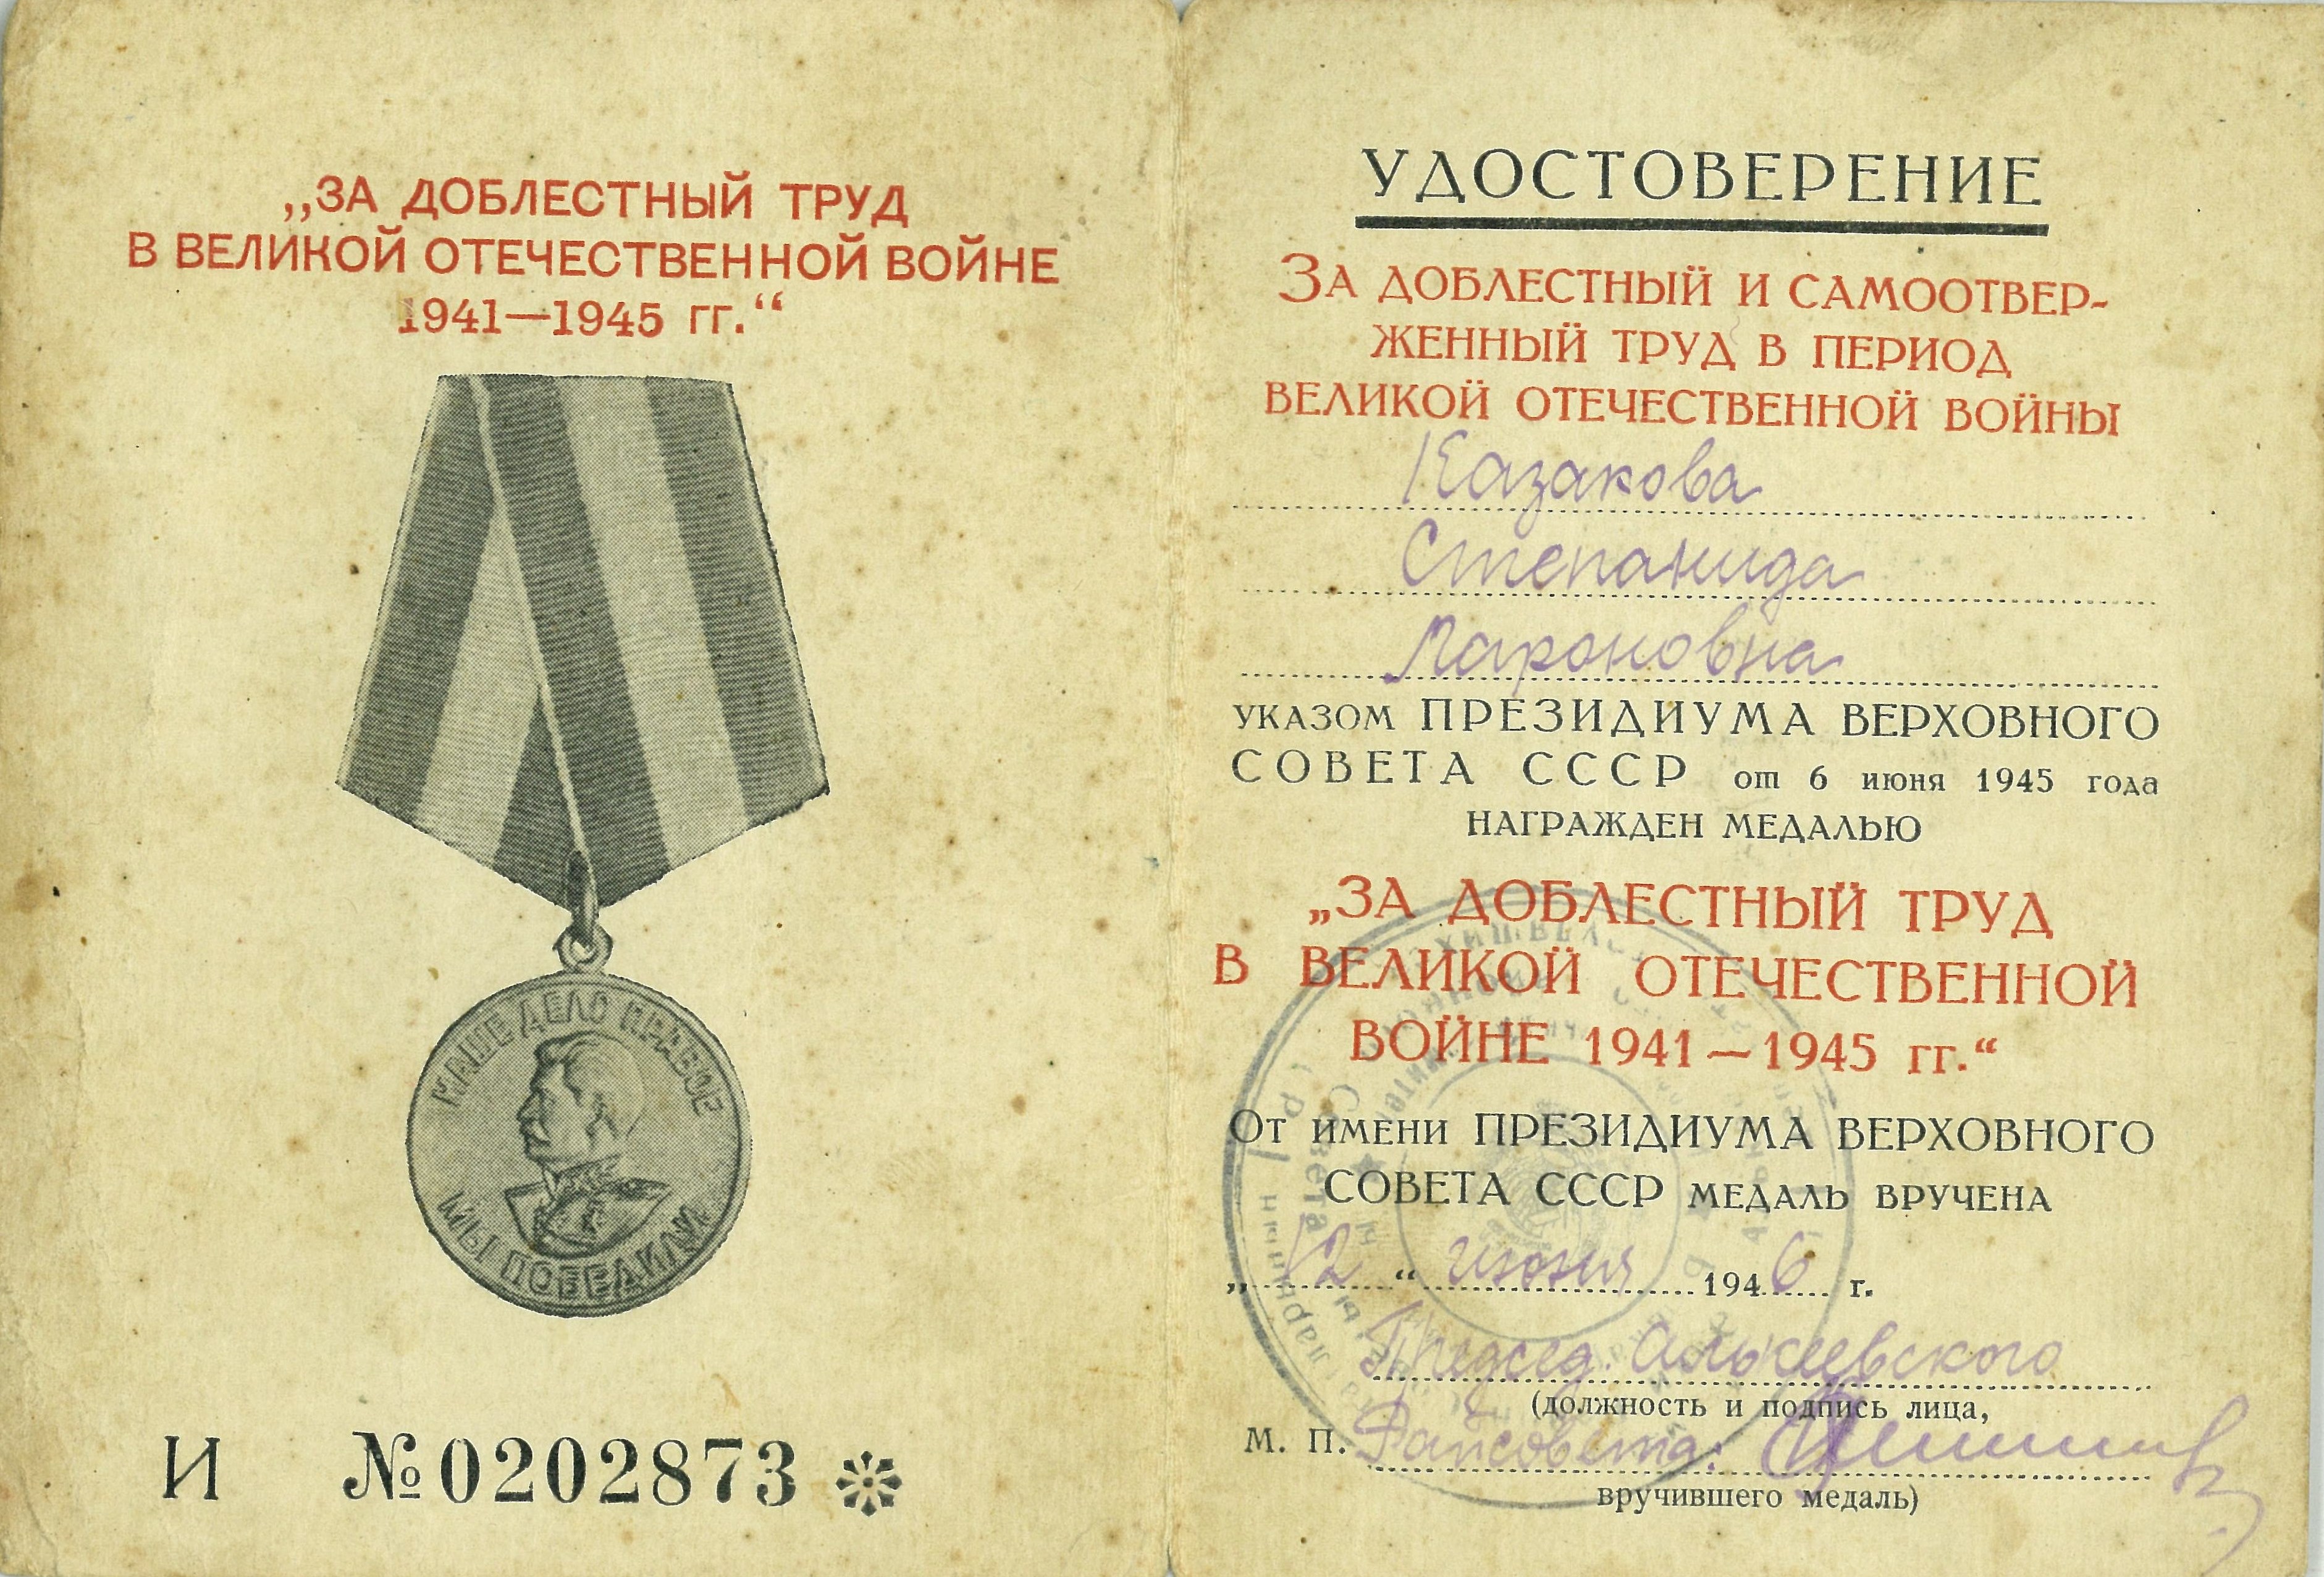 „ЗА ДОБЛЕСТНЫЙ ТРУД
В ВЕЛИКОЙ ОТЕЧЕСТВЕННОЙ ВОЙНЕ
1941—1945 гг.“
НАШЕ ДЕЛО ПРАВОЕ
МЫ ПОБЕДИЛИ
И №0202873
УДОСТОВЕРЕНИЕ
ЗА ДОБЛЕСТНЫЙ И САМООТВЕР-
ЖЕННЫЙ ТРУД В ПЕРИОД
ВЕЛИКОЙ ОТЕЧЕСТВЕННОЙ ВОЙНЫ
Казакова
Степанида
Мароновна
УКАЗОМ ПРЕЗИДИУМА ВЕРХОВНОГО
СОВЕТА СССР от 6 июня 1945 года
НАГРАЖДЕН МЕДАЛЬЮ
„ЗА ДОБЛЕСТНЫЙ ТРУД
В ВЕЛИКОЙ ОТЕЧЕСТВЕННОЙ
ВОЙНЕ 1941—1945 гг.“
От ИМЕНИ ПРЕЗИДИУМА ВЕРХОВНОГО
СОВЕТА СССР МЕДАЛЬ ВРУЧЕНА
„12“ июня 1946 г.
Председ. Алькеевского
(должность и подпись лица,
М. П. Райсовета:
вручившего медаль)